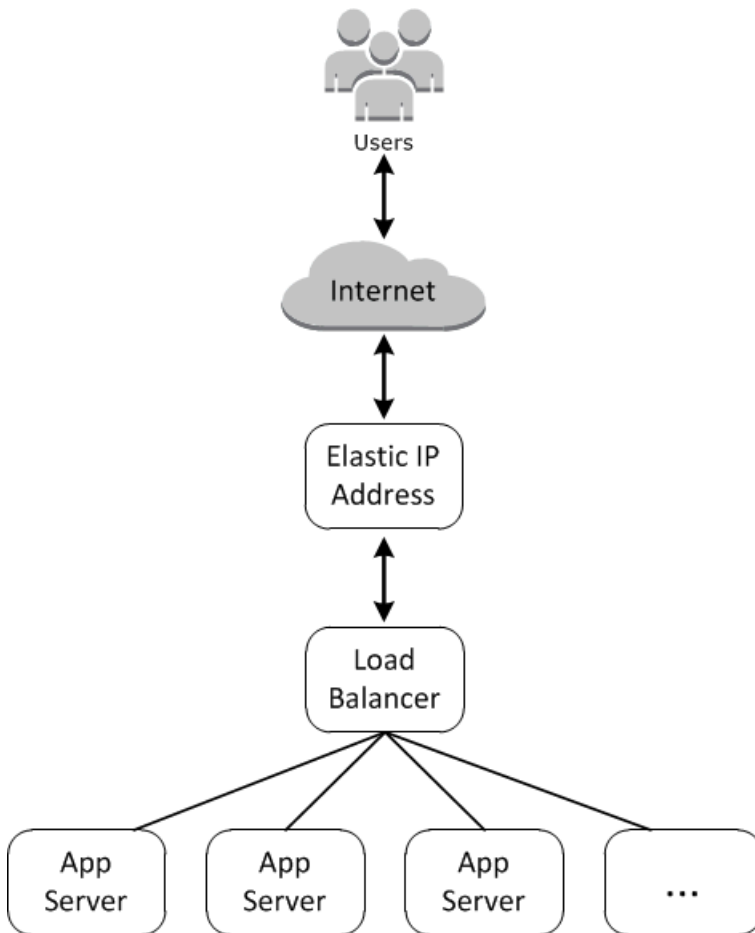 Users
Internet
Elastic IP
Address
Load
Balancer
App
Server
App
Server
App
Server
...